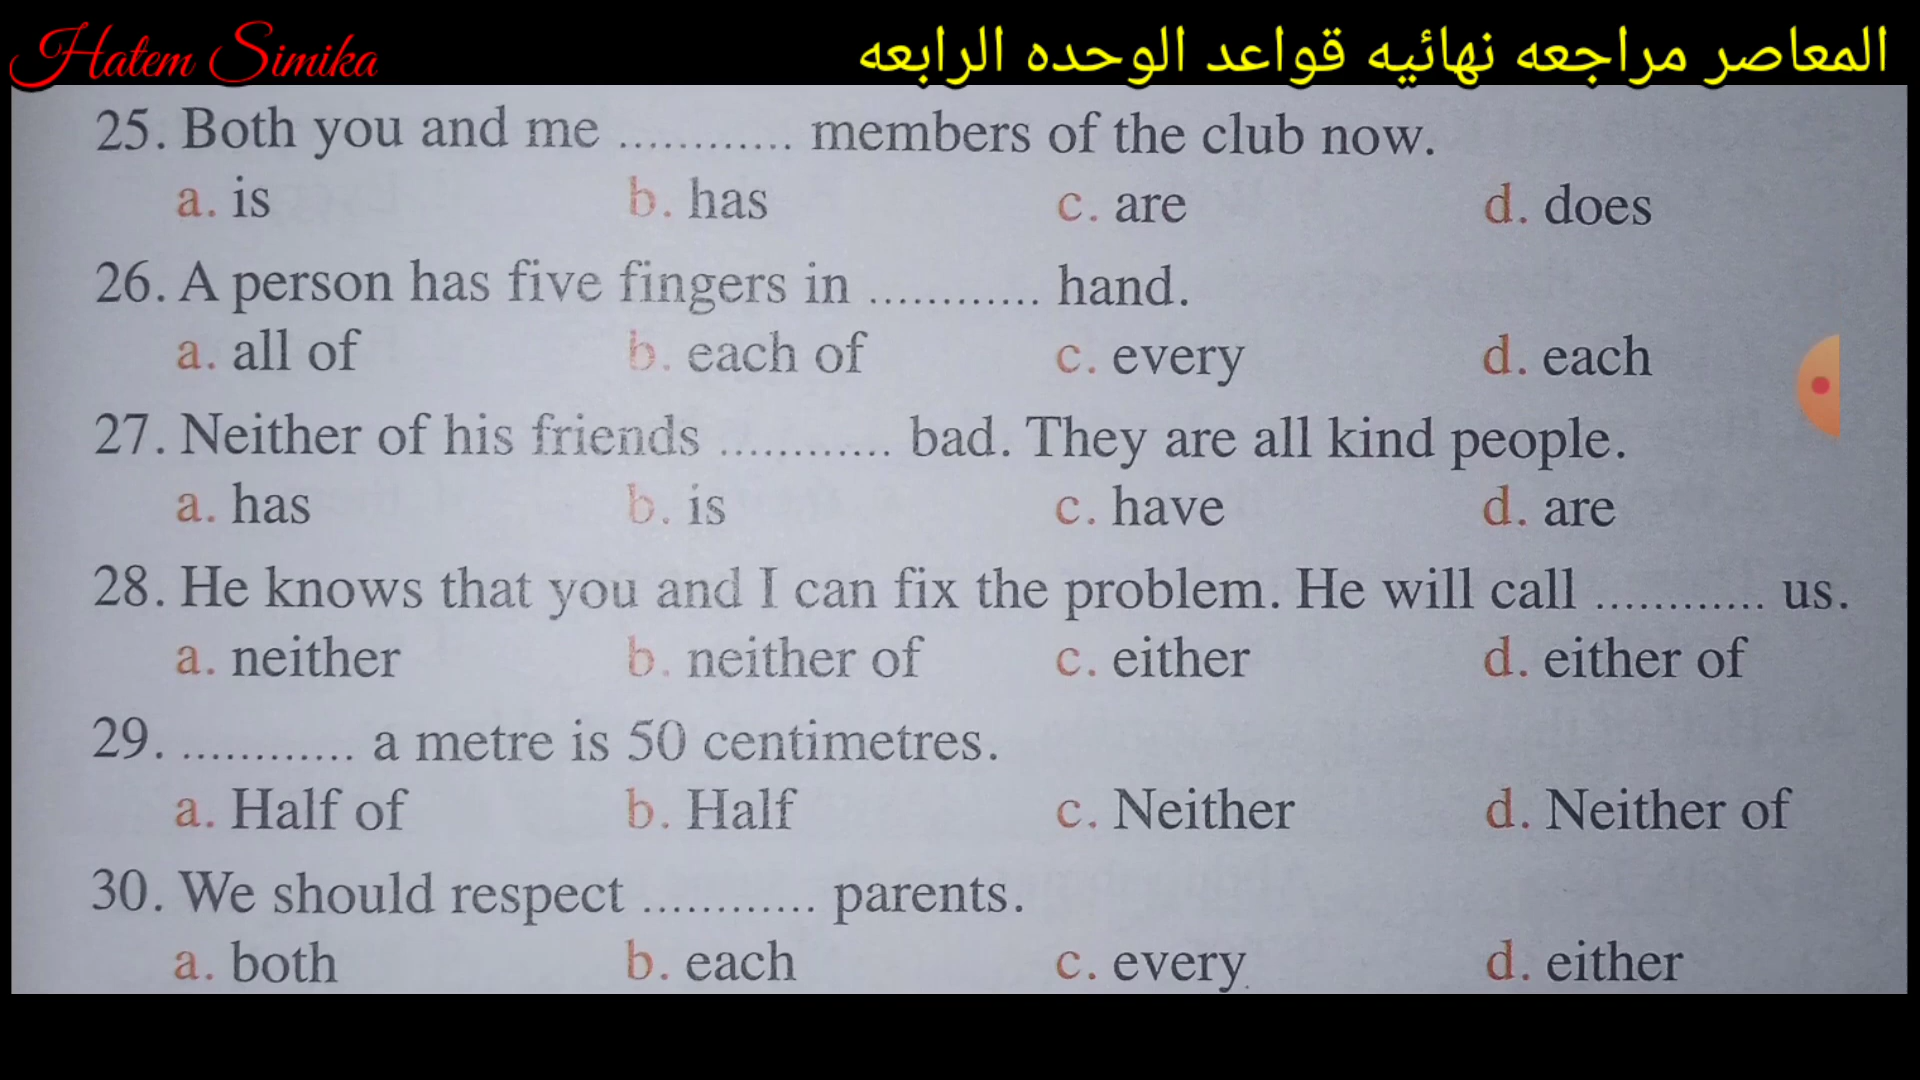 Hatem Simika
المعاصر مراجعه نهائيه قواعد الوحده الرابعه
25. Both you and me ............ members of the club now.
a. is b. has c. are d. does
26. A person has five fingers in ............ hand.
a. all of b. each of c. every d. each
27. Neither of his friends ............ bad. They are all kind people.
a. has b. is c. have d. are
28. He knows that you and I can fix the problem. He will call ............ us.
a. neither b. neither of c. either d. either of
29. ............ a metre is 50 centimetres.
a. Half of b. Half c. Neither d. Neither of
30. We should respect ............ parents.
a. both b. each c. every d. either